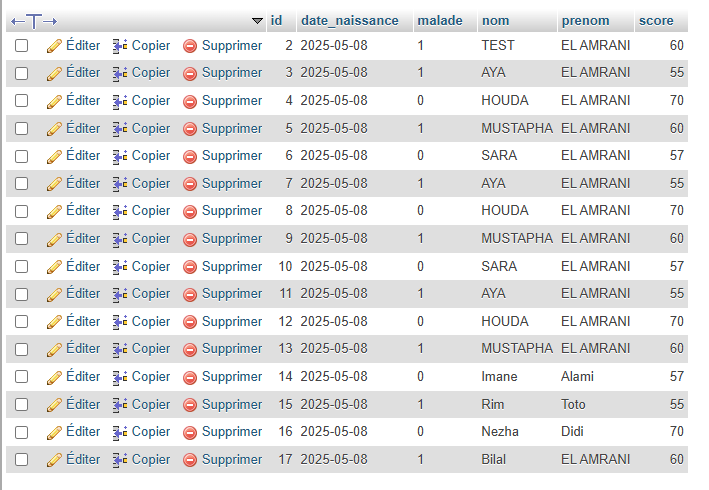 id date_naissance malade nom prenom score
Éditer Copier Supprimer 2 2025-05-08 1 TEST EL AMRANI 60
Éditer Copier Supprimer 3 2025-05-08 1 AYA EL AMRANI 55
Éditer Copier Supprimer 4 2025-05-08 0 HOUDA EL AMRANI 70
Éditer Copier Supprimer 5 2025-05-08 1 MUSTAPHA EL AMRANI 60
Éditer Copier Supprimer 6 2025-05-08 0 SARA EL AMRANI 57
Éditer Copier Supprimer 7 2025-05-08 1 AYA EL AMRANI 55
Éditer Copier Supprimer 8 2025-05-08 0 HOUDA EL AMRANI 70
Éditer Copier Supprimer 9 2025-05-08 1 MUSTAPHA EL AMRANI 60
Éditer Copier Supprimer 10 2025-05-08 0 SARA EL AMRANI 57
Éditer Copier Supprimer 11 2025-05-08 1 AYA EL AMRANI 55
Éditer Copier Supprimer 12 2025-05-08 0 HOUDA EL AMRANI 70
Éditer Copier Supprimer 13 2025-05-08 1 MUSTAPHA EL AMRANI 60
Éditer Copier Supprimer 14 2025-05-08 0 Imane Alami 57
Éditer Copier Supprimer 15 2025-05-08 1 Rim Toto 55
Éditer Copier Supprimer 16 2025-05-08 0 Nezha Didi 70
Éditer Copier Supprimer 17 2025-05-08 1 Bilal EL AMRANI 60